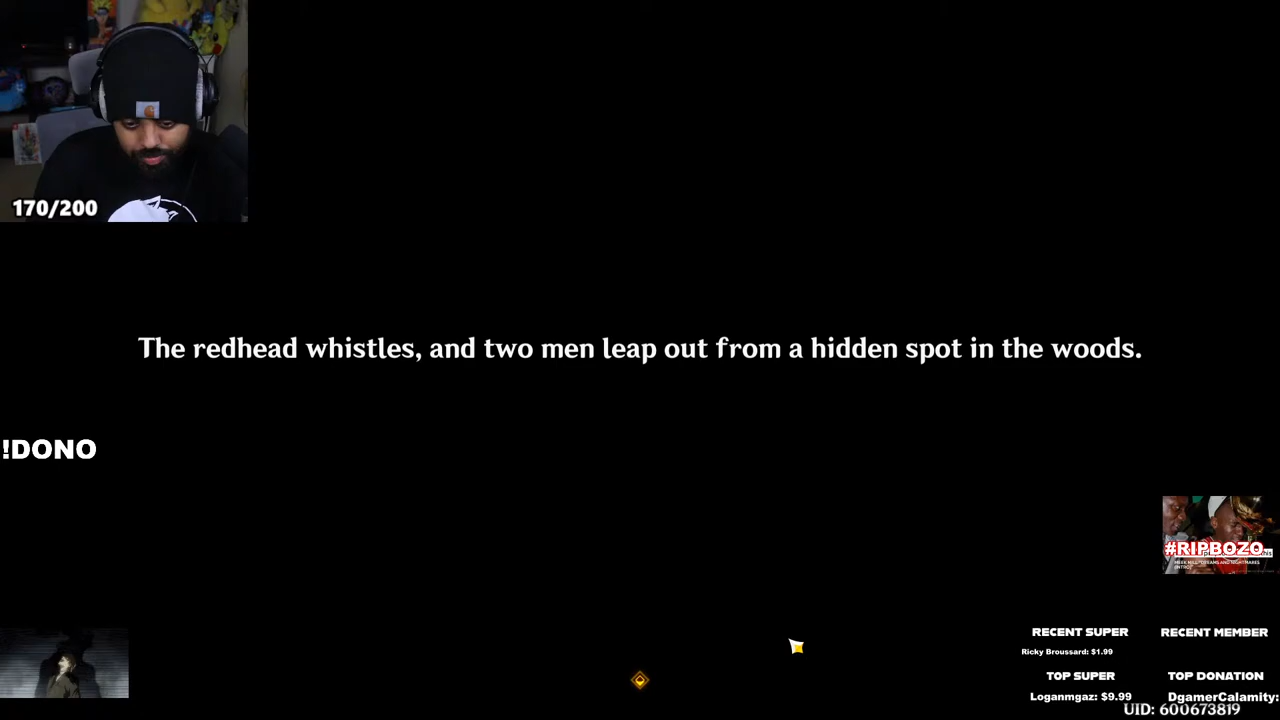 170/200
The redhead whistles, and two men leap out from a hidden spot in the woods.
!DONO
#RIPBOZO
RECENT SUPER
RECENT MEMBER
Ricky Broussard: $1.99
TOP SUPER
TOP DONATION
Loganmgaz: $9.99
DgamerCalamity:
UID: 600673819